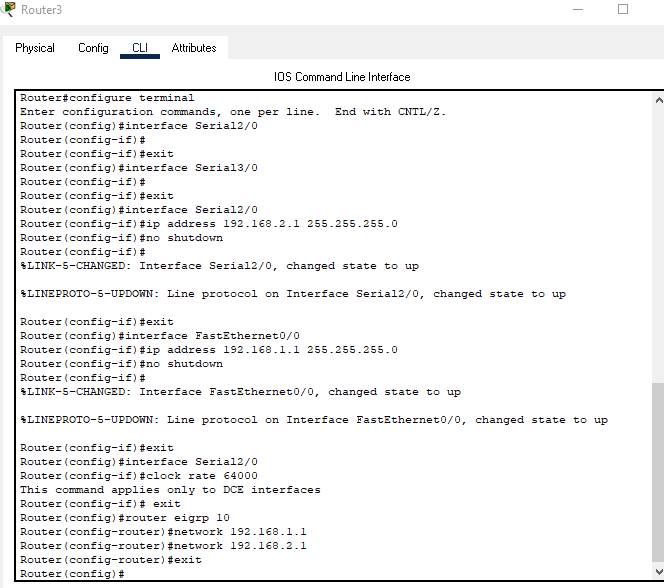 Router3
Physical Config CLI Attributes
IOS Command Line Interface
Router#configure terminal
Enter configuration commands, one per line.  End with CNTL/Z.
Router(config)#interface Serial2/0
Router(config-if)#
Router(config-if)#exit
Router(config)#interface Serial3/0
Router(config-if)#
Router(config-if)#exit
Router(config)#interface Serial2/0
Router(config-if)#ip address 192.168.2.1 255.255.255.0
Router(config-if)#no shutdown
Router(config-if)#
%LINK-5-CHANGED: Interface Serial2/0, changed state to up
%LINEPROTO-5-UPDOWN: Line protocol on Interface Serial2/0, changed state to up
Router(config-if)#exit
Router(config)#interface FastEthernet0/0
Router(config-if)#ip address 192.168.1.1 255.255.255.0
Router(config-if)#no shutdown
Router(config-if)#
%LINK-5-CHANGED: Interface FastEthernet0/0, changed state to up
%LINEPROTO-5-UPDOWN: Line protocol on Interface FastEthernet0/0, changed state to up
Router(config-if)#exit
Router(config)#interface Serial2/0
Router(config-if)#clock rate 64000
This command applies only to DCE interfaces
Router(config-if)# exit
Router(config)#router eigrp 10
Router(config-router)#network 192.168.1.1
Router(config-router)#network 192.168.2.1
Router(config-router)#exit
Router(config)#